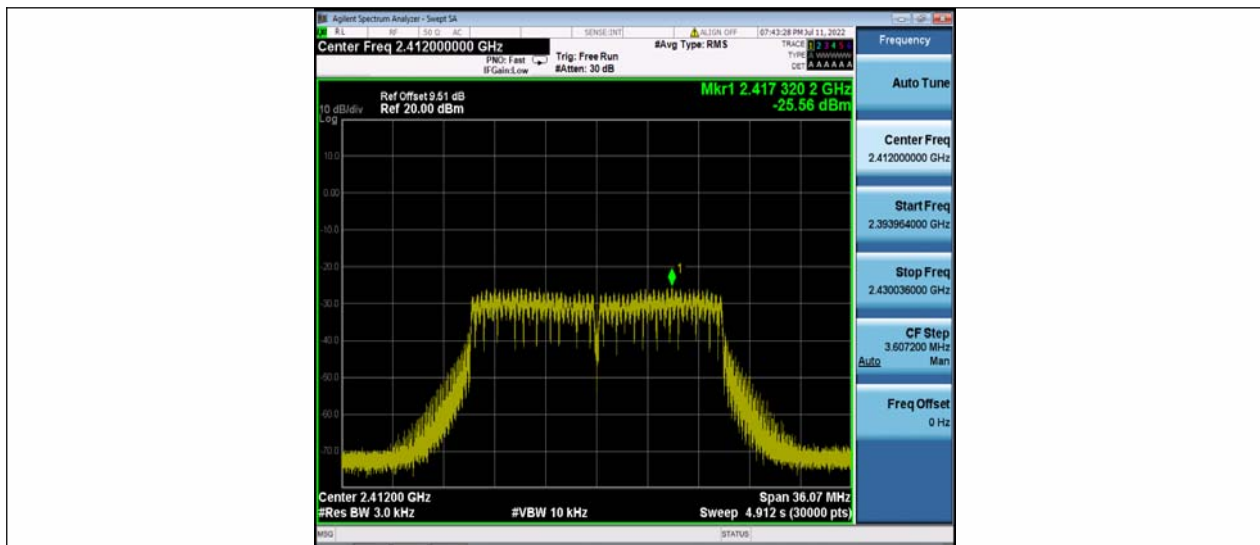 Agilent Spectrum Analyzer - Swept SA
RL RF 50 Ω AC SENSE:INT ALIGN OFF 07:43:28 PM Jul 11, 2022
Center Freq 2.412000000 GHz
PNO: Fast
IFGain:Low
Trig: Free Run
#Atten: 30 dB
#Avg Type: RMS
TRACE 1 2 3 4 5 6
TYPE A WWWWW
DET A A A A A A
Ref Offset 9.51 dB
10 dB/div Ref 20.00 dBm
Log
Mkr1 2.417 320 2 GHz
-25.56 dBm
10.0
0.00
-10.0
-20.0
1
-30.0
-40.0
-50.0
-60.0
-70.0
Center 2.41200 GHz Span 36.07 MHz
#Res BW 3.0 kHz #VBW 10 kHz Sweep 4.912 s (30000 pts)
MSG STATUS
Frequency
Auto Tune
Center Freq
2.412000000 GHz
Start Freq
2.393964000 GHz
Stop Freq
2.430036000 GHz
CF Step
3.607200 MHz
Auto Man
Freq Offset
0 Hz